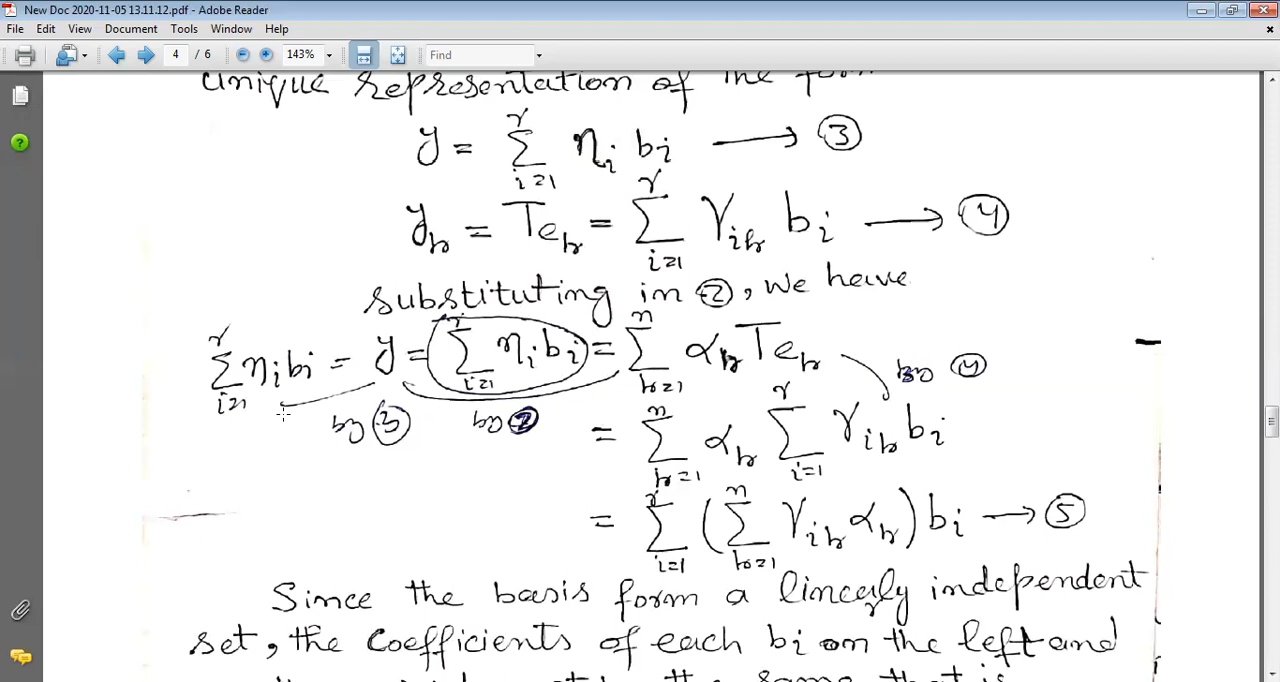 New Doc 2020-11-05 13.11.12.pdf - Adobe Reader
File Edit View Document Tools Window Help
4 / 6 143% Find
unique representation of the form
y = Σ_{i=1}^{r} η_i b_i → ③
y_k = Te_k = Σ_{i=1}^{r} γ_{ik} b_i → ④
substituting in ②, we have
Σ_{i=1}^{r} η_i b_i = y = Σ_{i=1}^{r} η_i b_i = Σ_{k=1}^{n} α_k Te_k
by ③ by ② by ④
= Σ_{k=1}^{n} α_k Σ_{i=1}^{r} γ_{ik} b_i
= Σ_{i=1}^{r} (Σ_{k=1}^{n} γ_{ik} α_k) b_i → ⑤
Since the basis form a linearly independent
set, the coefficients of each bi on the left and
the same that is